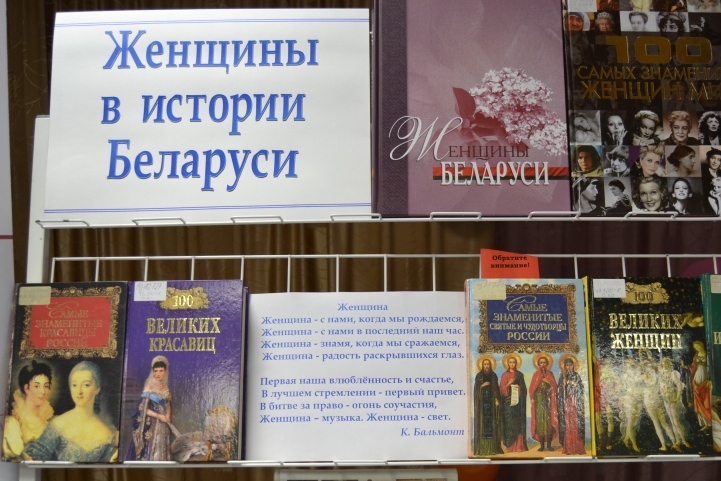 Женщины
в истории
Беларуси
Женщины
БЕЛАРУСИ
100
САМЫХ
ЖЕНЩИН
Обратите
внимание!
САМЫЕ
ЗНАМЕНИТЫЕ
КРАСАВИЦЫ
РОССИИ
100
ВЕЛИКИХ
КРАСАВИЦ
Женщина
Женщина - с нами, когда мы рождаемся,
Женщина - с нами в последний наш час.
Женщина - знамя, когда мы сражаемся,
Женщина - радость раскрывшихся глаз.
Первая наша влюблённость и счастье,
В лучшем стремлении - первый привет.
В битве за право - огонь соучастия,
Женщина – музыка. Женщина - свет.
К. Бальмонт
САМЫЕ
ЗНАМЕНИТЫЕ
СВЯТЫЕ И ЧУДОТВОРЦЫ
РОССИИ
100
ВЕЛИКИХ
ЖЕНЩИН